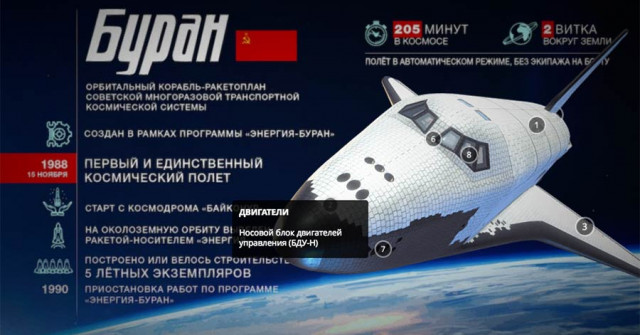 Буран
205 МИНУТ
В КОСМОСЕ
2 ВИТКА
ВОКРУГ ЗЕМЛИ
ПОЛЁТ В АВТОМАТИЧЕСКОМ РЕЖИМЕ, БЕЗ ЭКИПАЖА НА БОРТУ
ОРБИТАЛЬНЫЙ КОРАБЛЬ-РАКЕТОПЛАН
СОВЕТСКОЙ МНОГОРАЗОВОЙ ТРАНСПОРТНОЙ
КОСМИЧЕСКОЙ СИСТЕМЫ
СОЗДАН В РАМКАХ ПРОГРАММЫ «ЭНЕРГИЯ-БУРАН»
1988
15 НОЯБРЯ
ПЕРВЫЙ И ЕДИНСТВЕННЫЙ
КОСМИЧЕСКИЙ ПОЛЕТ
СТАРТ С КОСМОДРОМА
НА ОКОЛОЗЕМНУЮ ОРБИТУ
РАКЕТОЙ-НОСИТЕЛЕМ
ПОСТРОЕНО ИЛИ ВЕЛОСЬ СТРОИТЕЛЬСТВО
5 ЛЁТНЫХ ЭКЗЕМПЛЯРОВ
1990
ПРИОСТАНОВКА РАБОТ ПО ПРОГРАММЕ
«ЭНЕРГИЯ-БУРАН»
ДВИГАТЕЛИ
Носовой блок двигателей
управления (БДУ-Н)
1
6
8
3
7